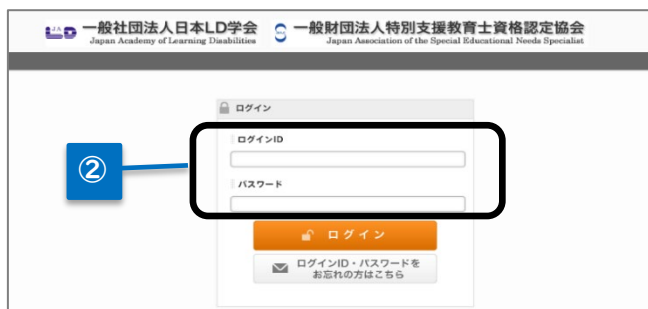 一般社団法人日本LD学会
Japan Academy of Learning Disabilities
一般財団法人特別支援教育士資格認定協会
Japan Association of the Special Educational Needs Specialist
ログイン
ログインID
②
パスワード
ログイン
ログインID・パスワードを
お忘れの方はこちら